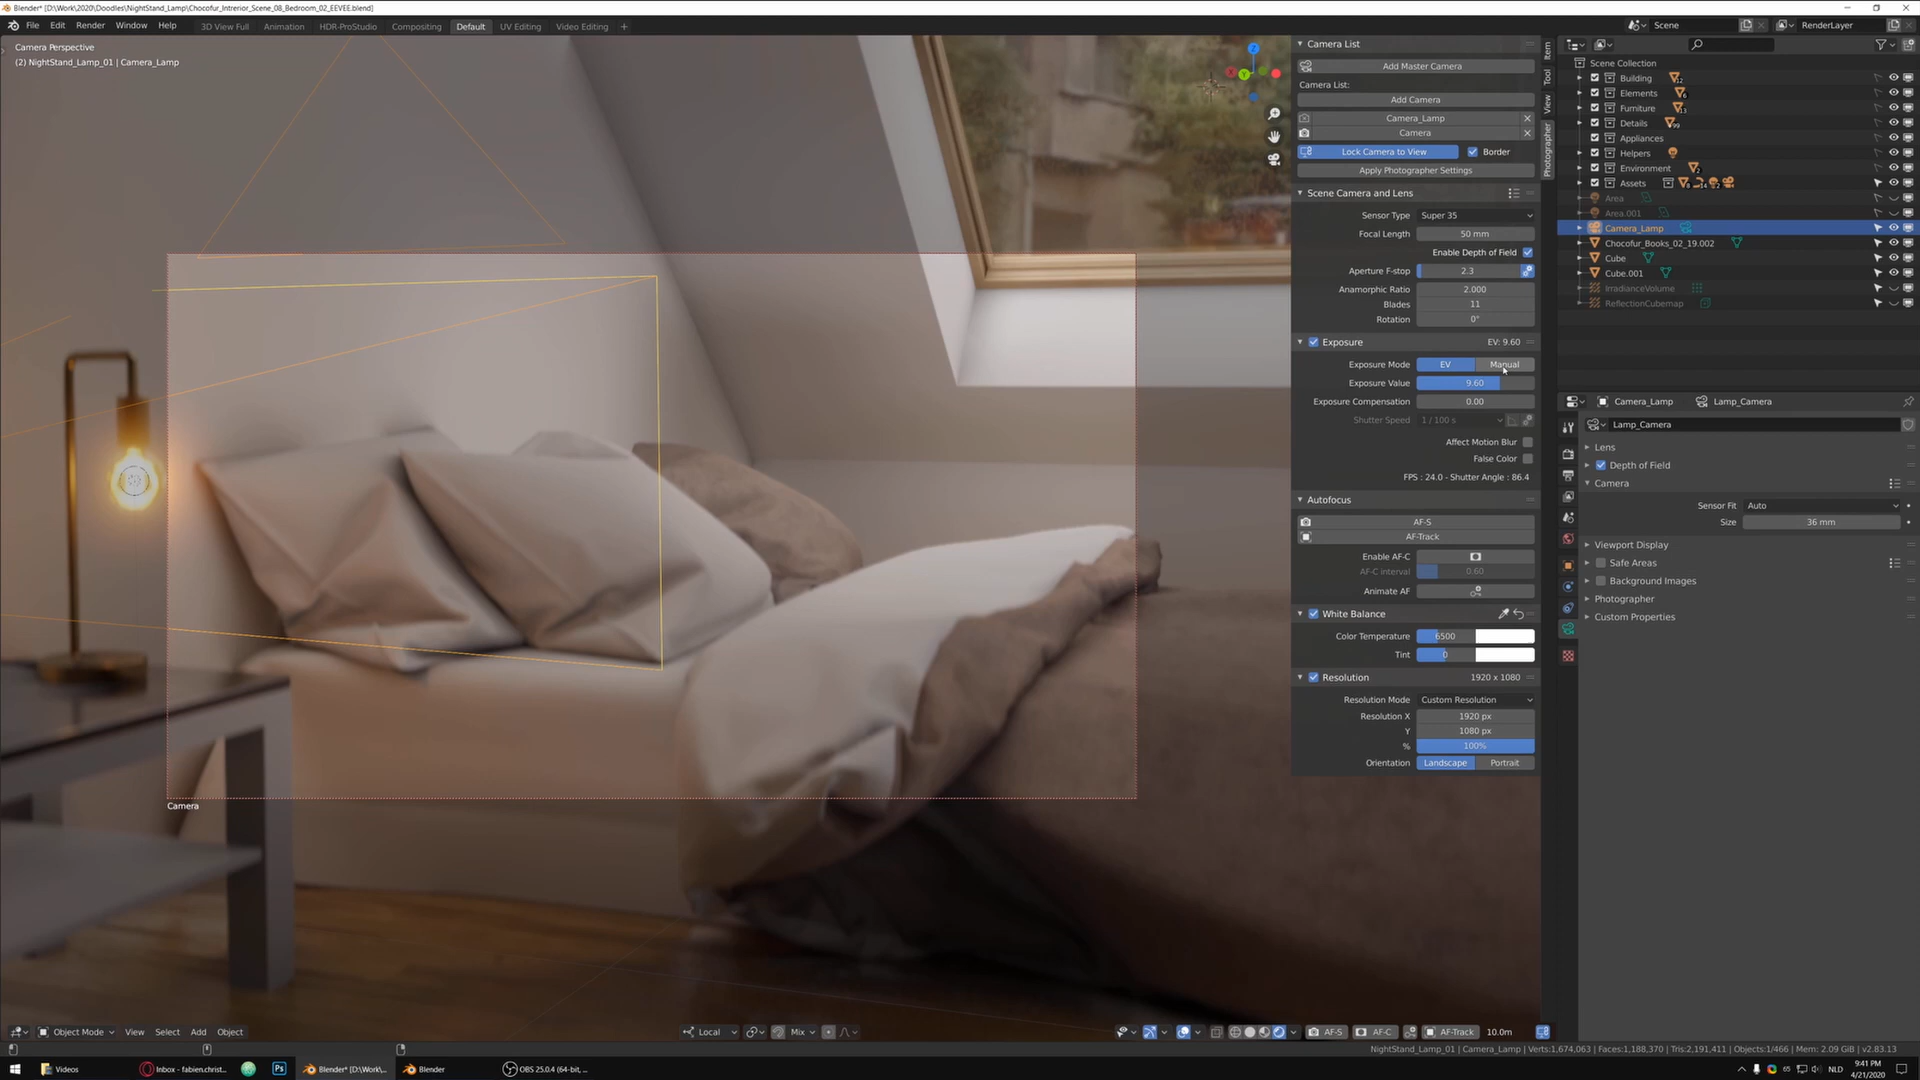 Blender* [D:\Work\2020\Doodles\NightStand_Lamp\Chocofur_Intrerior_Scene_08_Bedroom_02_EEVEE.blend]
File Edit Render Window Help 3D View Full Animation HDR-ProStudio Compositing Default UV Editing Video Editing +
Scene RenderLayer
Camera Perspective
(2) NightStand_Lamp_01 | Camera_Lamp
Camera
Camera List
Add Master Camera
Camera List:
Add Camera
Camera_Lamp
Camera
Lock Camera to View Border
Apply Photographer Settings
Scene Camera and Lens
Sensor Type Super 35
Focal Length 50 mm
Enable Depth of Field
Aperture F-stop 2.3
Anamorphic Ratio 2.000
Blades 11
Rotation 0°
Exposure EV: 9.60
Exposure Mode EV Manual
Exposure Value 9.60
Exposure Compensation 0.00
Shutter Speed 1 / 100 s
Affect Motion Blur
False Color
FPS : 24.0 - Shutter Angle : 86.4
Autofocus
AF-S
AF-Track
Enable AF-C
AF-C interval 0.60
Animate AF
White Balance
Color Temperature 6500
Tint 0
Resolution 1920 x 1080
Resolution Mode Custom Resolution
Resolution X 1920 px
Y 1080 px
% 100%
Orientation Landscape Portrait
Item
Tool
View
Photographer
Scene Collection
Building
Elements
Furniture
Details
Appliances
Helpers
Environment
Assets
Area
Area.001
Camera_Lamp
Chocofur_Books_02_19.002
Cube
Cube.001
IrradianceVolume
ReflectionCubemap
Camera_Lamp Lamp_Camera
Lamp_Camera
Lens
Depth of Field
Camera
Sensor Fit Auto
Size 36 mm
Viewport Display
Safe Areas
Background Images
Photographer
Custom Properties
Object Mode View Select Add Object Local Mix AF-S AF-C AF-Track 10.0m
NightStand_Lamp_01 | Camera_Lamp | Verts:1,674,063 | Faces:1,188,370 | Tris:2,191,411 | Objects:1/466 | Mem: 2.09 GiB | v2.83.13
Videos Inbox - fabien.christ... Ps Blender* [D:\Work\... Blender OBS 25.0.4 (64-bit, ...
65 NLD 9:41 PM
4/21/2020